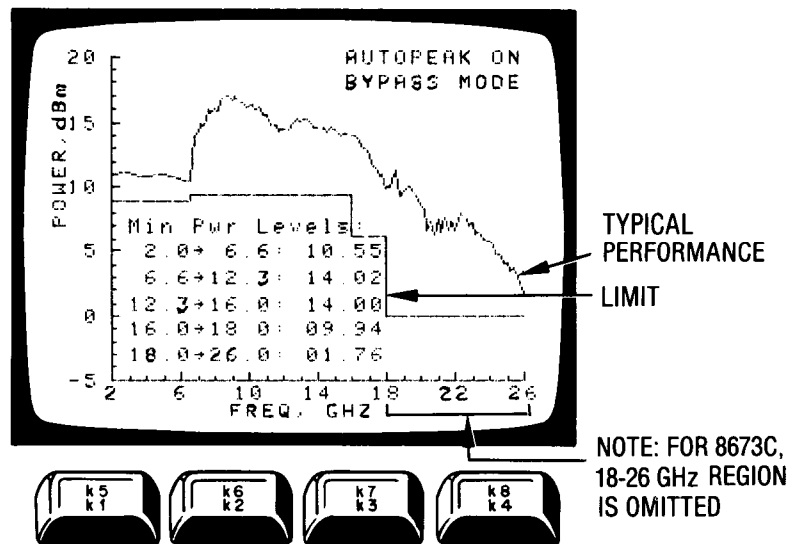 AUTOPEAK ON
BYPASS MODE
POWER, dBm
20
15
10
5
0
-5
Min Pwr Levels:
2.0→ 6.6: 10.55
6.6→12.3: 14.02
12.3→16.0: 14.00
16.0→18.0: 09.94
18.0→26.0: 01.76
2 6 10 14 18 22 26
FREQ, GHZ
TYPICAL
PERFORMANCE
LIMIT
NOTE: FOR 8673C,
18-26 GHz REGION
IS OMITTED
k5 k6 k7 k8
k1 k2 k3 k4